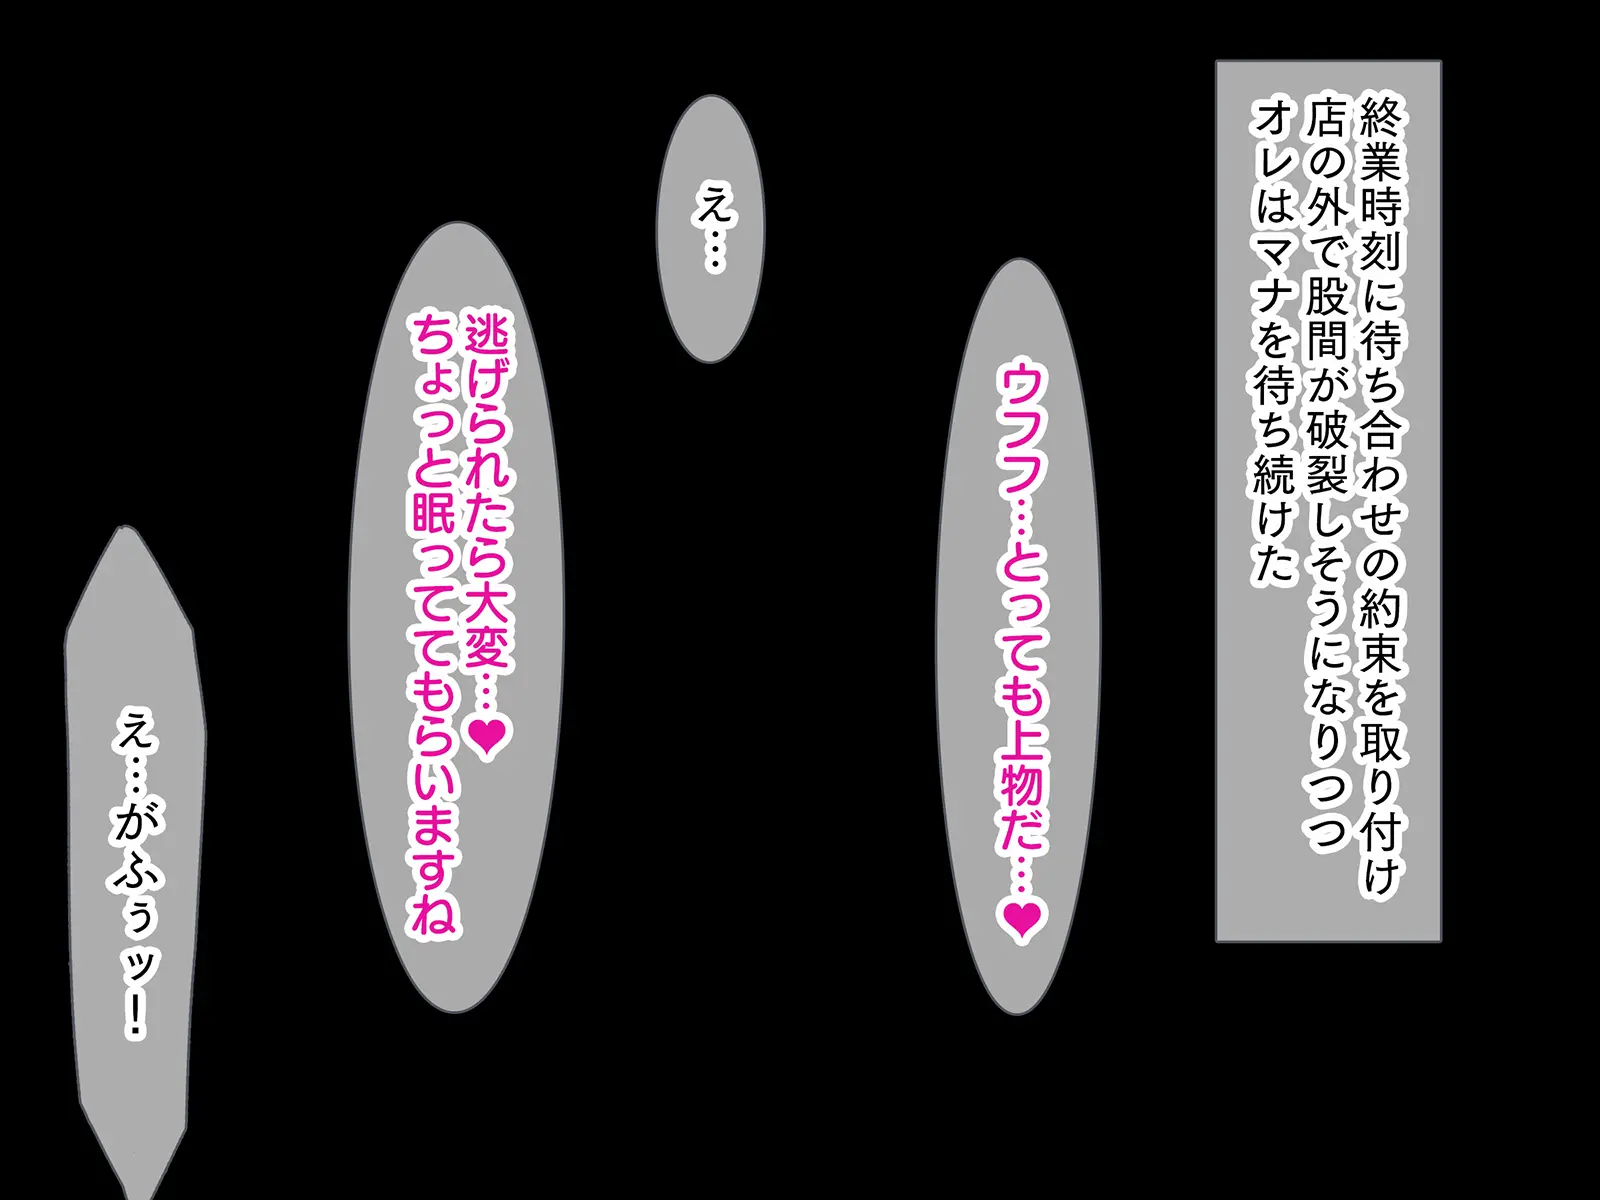 終業時刻に待ち合わせの約束を取り付け
店の外で股間が破裂しそうになりつつ
オレはマナを待ち続けた
ウフフ…とっても上物だ……♥
え…
逃げられたら大変…♥
ちょっと眠っててもらいますね
え…がふぅッ！